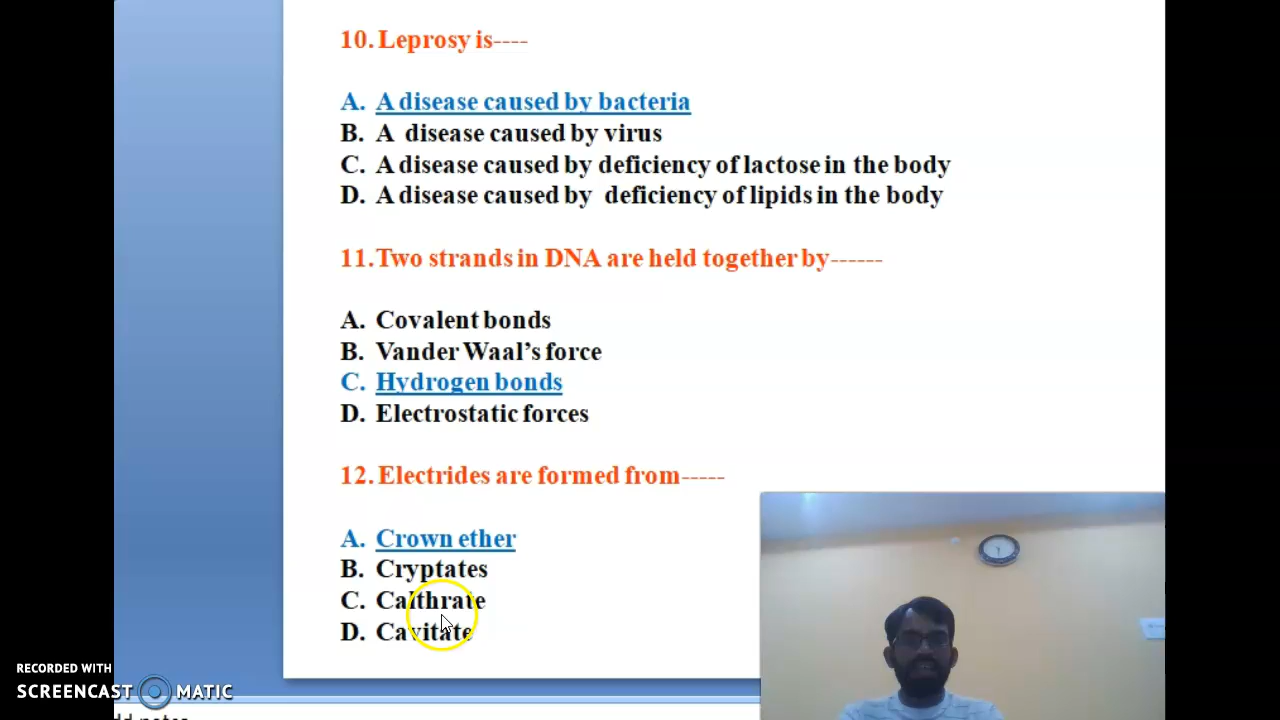 10. Leprosy is----
A. A disease caused by bacteria
B. A disease caused by virus
C. A disease caused by deficiency of lactose in the body
D. A disease caused by deficiency of lipids in the body
11. Two strands in DNA are held together by------
A. Covalent bonds
B. Vander Waal's force
C. Hydrogen bonds
D. Electrostatic forces
12. Electrides are formed from-----
A. Crown ether
B. Cryptates
C. Calthrate
D. Cavitate
RECORDED WITH
SCREENCAST MATIC
notes